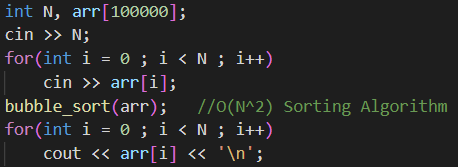 int N, arr[100000];
cin >> N;
for(int i = 0 ; i < N ; i++)
    cin >> arr[i];
bubble_sort(arr);   //O(N^2) Sorting Algorithm
for(int i = 0 ; i < N ; i++)
    cout << arr[i] << '\n';